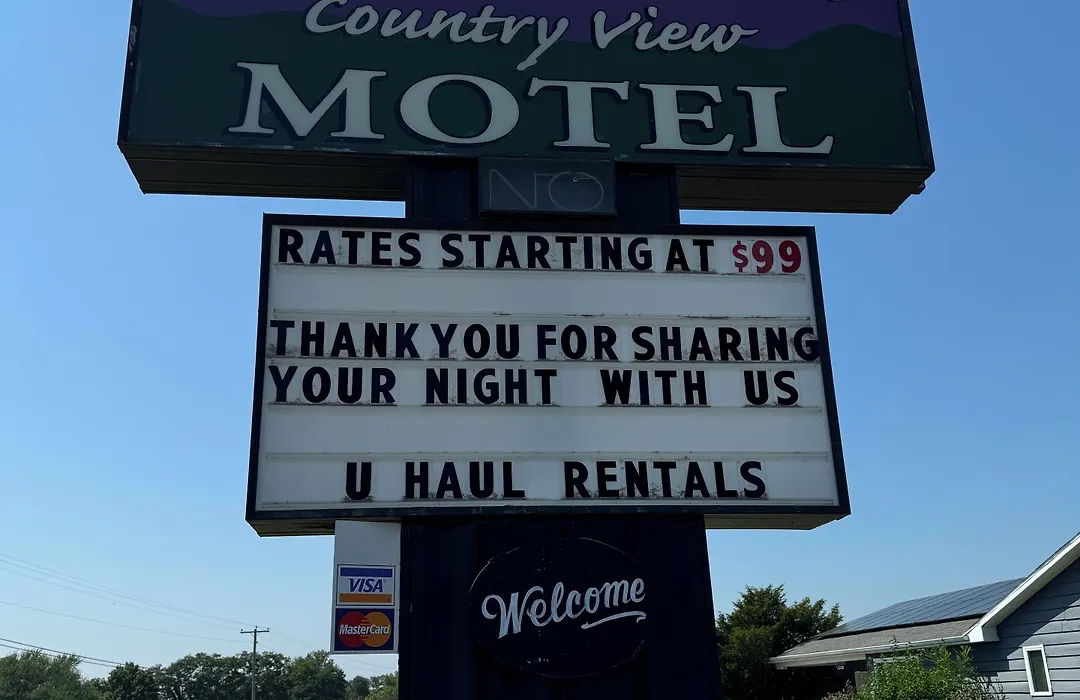 Country View
MOTEL
NO
RATES STARTING AT $99
THANK YOU FOR SHARING
YOUR NIGHT WITH US
U HAUL RENTALS
VISA
MasterCard
Welcome